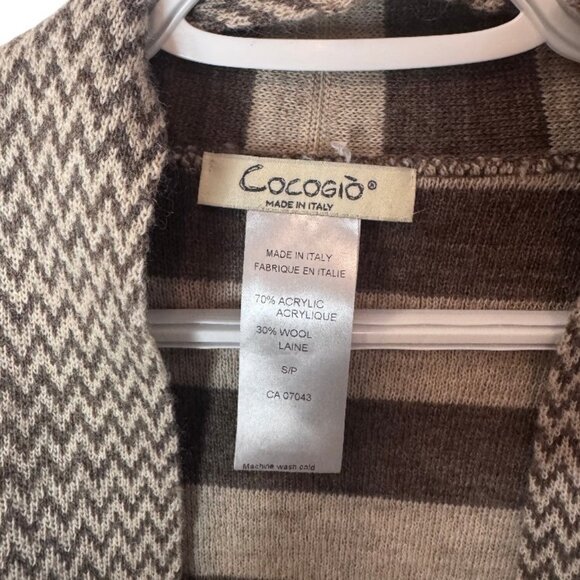 COCOGIÒ®
MADE IN ITALY
MADE IN ITALY
FABRIQUE EN ITALIE
70% ACRYLIC
ACRYLIQUE
30% WOOL
LAINE
S/P
CA 07043
Machine wash cold